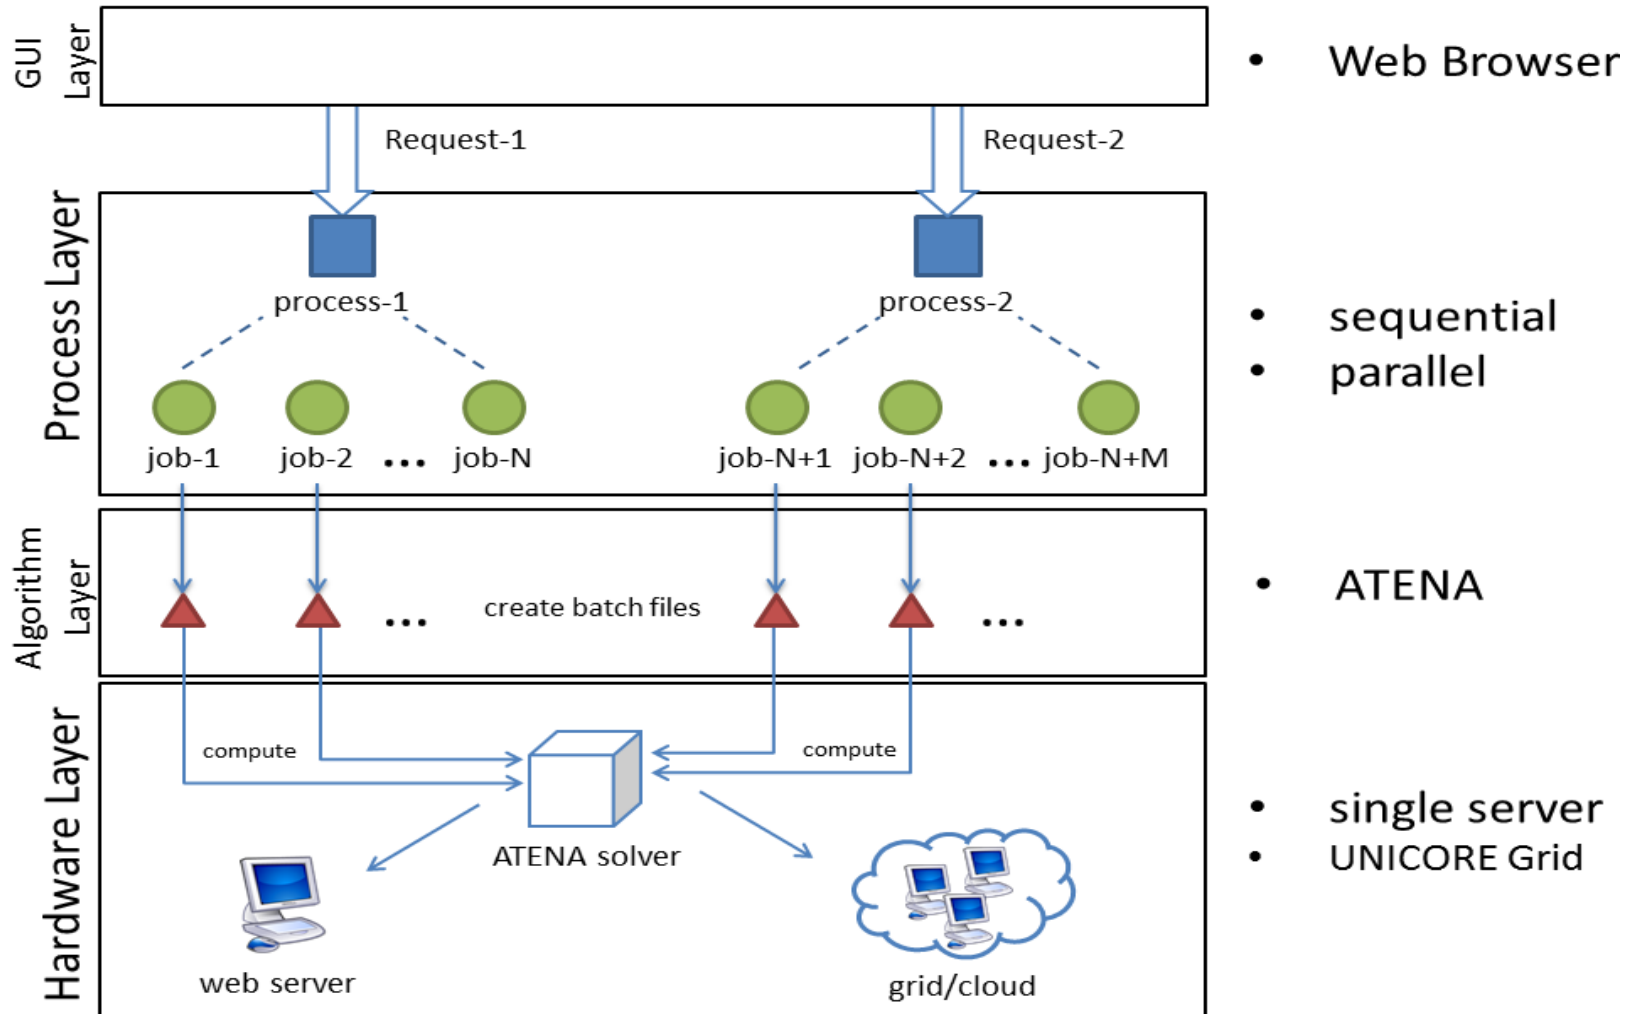 GUI
Layer
• Web Browser
Request-1
Request-2
Process Layer
process-1
process-2
• sequential
• parallel
job-1
job-2
...
job-N
job-N+1
job-N+2
...
job-N+M
Algorithm
Layer
...
create batch files
...
• ATENA
Hardware Layer
compute
compute
ATENA solver
web server
grid/cloud
• single server
• UNICORE Grid